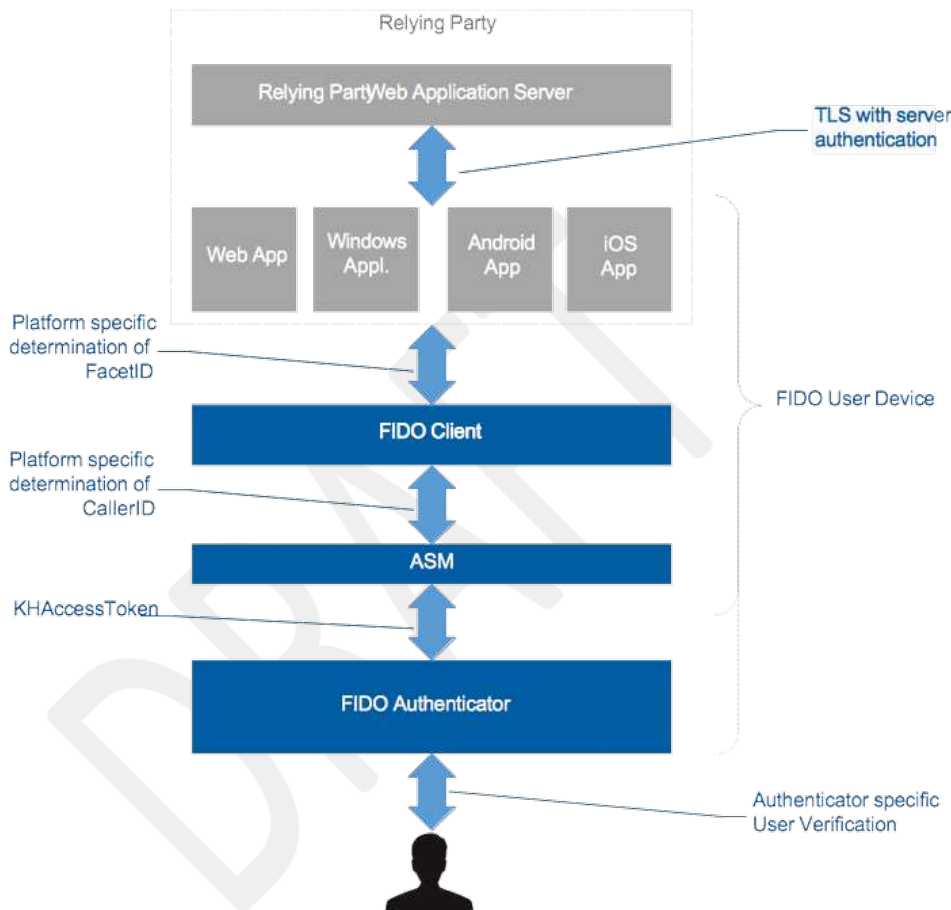 Relying Party
Relying PartyWeb Application Server
TLS with server
authentication
Web App
Windows
Appl.
Android
App
iOS
App
Platform specific
determination of
FacetID
FIDO User Device
FIDO Client
Platform specific
determination of
CallerID
ASM
KHAccessToken
FIDO Authenticator
Authenticator specific
User Verification
DRAFT